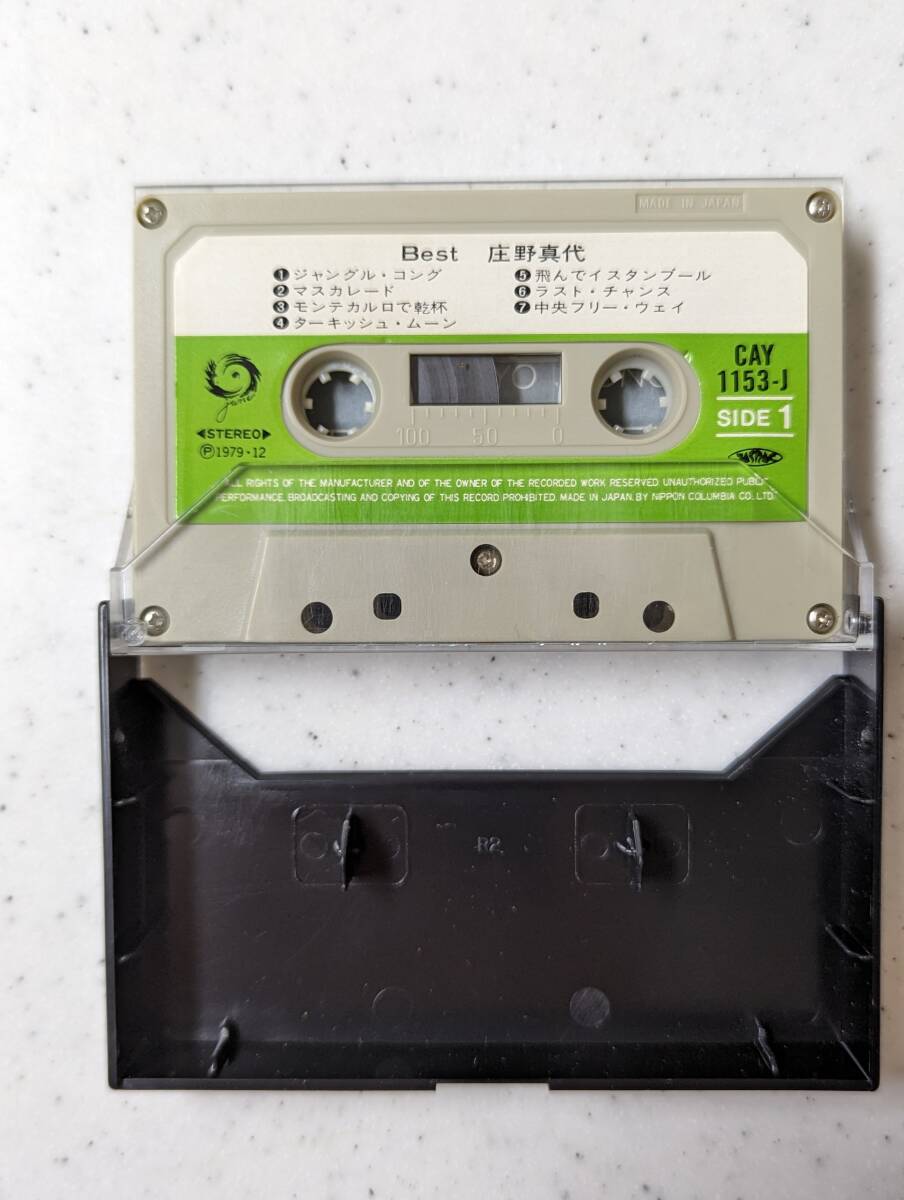 MADE IN JAPAN
Best 庄野真代
❶ジャングル・コング
❷マスカレード
❸モンテカルロで乾杯
❹ターキッシュ・ムーン
❺飛んでイスタンブール
❻ラスト・チャンス
❼中央フリー・ウェイ
◀STEREO▶
Ⓟ1979・12
100 50 0
CAY
1153-J
SIDE 1
ALL RIGHTS OF THE MANUFACTURER AND OF THE OWNER OF THE RECORDED WORK RESERVED. UNAUTHORIZED PUBLIC
PERFORMANCE, BROADCASTING AND COPYING OF THIS RECORD PROHIBITED. MADE IN JAPAN. BY NIPPON COLUMBIA CO., LTD.
R2